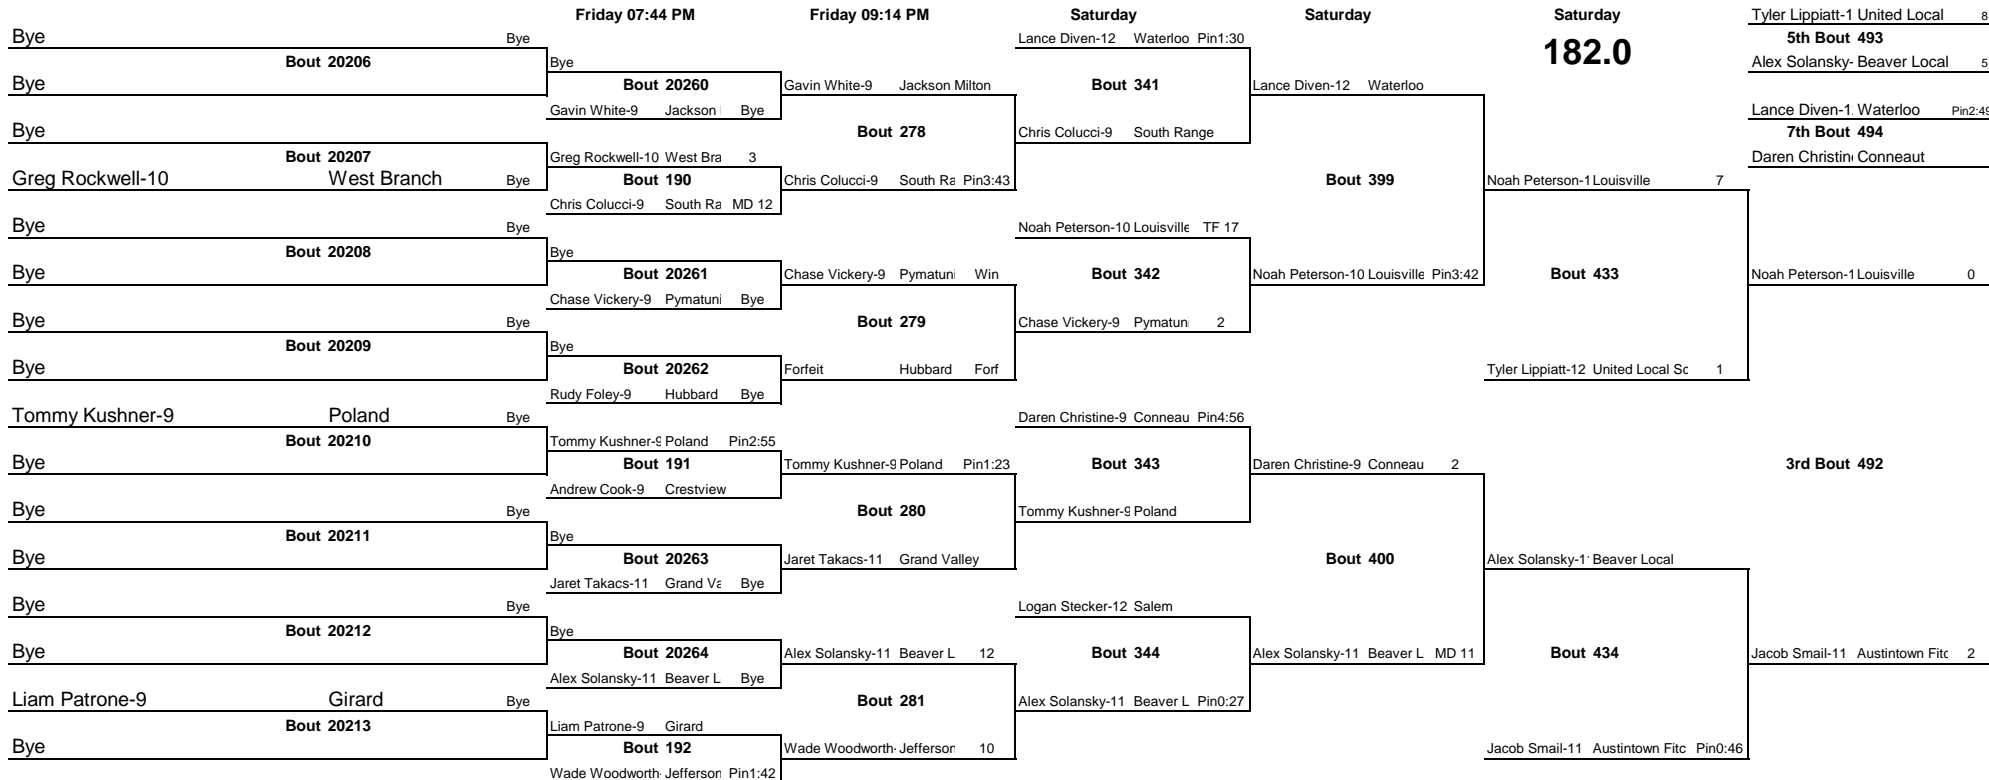 Friday 07:44 PM Friday 09:14 PM Saturday Saturday Saturday
182.0
Bye Bye
Bout 20206
Bye
Bye
Bout 20207
Greg Rockwell-10 West Branch Bye
Bye Bye
Bout 20208
Bye
Bye Bye
Bout 20209
Bye
Tommy Kushner-9 Poland Bye
Bout 20210
Bye
Bye Bye
Bout 20211
Bye
Bye Bye
Bout 20212
Bye
Liam Patrone-9 Girard Bye
Bout 20213
Bye
Bye
Bout 20260
Gavin White-9 Jackson Bye
Greg Rockwell-10 West Bra 3
Bout 190
Chris Colucci-9 South Ra MD 12
Bye
Bout 20261
Chase Vickery-9 Pymatuni Bye
Bye
Bout 20262
Rudy Foley-9 Hubbard Bye
Tommy Kushner-9 Poland Pin2:55
Bout 191
Andrew Cook-9 Crestview
Bye
Bout 20263
Jaret Takacs-11 Grand Va Bye
Bye
Bout 20264
Alex Solansky-11 Beaver L Bye
Liam Patrone-9 Girard
Bout 192
Wade Woodworth- Jefferson Pin1:42
Gavin White-9 Jackson Milton
Bout 278
Chris Colucci-9 South Ra Pin3:43
Chase Vickery-9 Pymatuni Win
Bout 279
Forfeit Hubbard Forf
Tommy Kushner-9 Poland Pin1:23
Bout 280
Jaret Takacs-11 Grand Valley
Alex Solansky-11 Beaver L 12
Bout 281
Wade Woodworth- Jefferson 10
Lance Diven-12 Waterloo Pin1:30
Bout 341
Chris Colucci-9 South Range
Noah Peterson-10 Louisville TF 17
Bout 342
Chase Vickery-9 Pymatuni 2
Daren Christine-9 Conneau Pin4:56
Bout 343
Tommy Kushner-9 Poland
Logan Stecker-12 Salem
Bout 344
Alex Solansky-11 Beaver L Pin0:27
Lance Diven-12 Waterloo
Bout 399
Noah Peterson-10 Louisville Pin3:42
Daren Christine-9 Conneau 2
Bout 400
Alex Solansky-11 Beaver L MD 11
Noah Peterson-1 Louisville 7
Bout 433
Tyler Lippiatt-12 United Local Sc 1
Alex Solansky-1 Beaver Local
Bout 434
Jacob Smail-11 Austintown Fitc Pin0:46
Tyler Lippiatt-1 United Local 8
5th Bout 493
Alex Solansky- Beaver Local 5
Lance Diven-1 Waterloo Pin2:49
7th Bout 494
Daren Christin Conneaut
Noah Peterson-1 Louisville 0
3rd Bout 492
Jacob Smail-11 Austintown Fitc 2